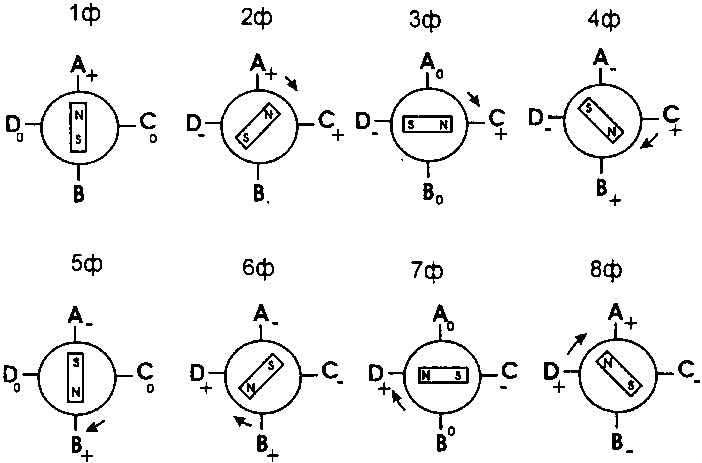 1ф 2ф 3ф 4ф
A+ A+ A0 A-
N N S
D0 C0 D- C+ D- S N C+ D- C+
S S N
B B. B0 B+
5ф 6ф 7ф 8ф
A- A- A0 A+
S S N
D0 C0 D+ C- D+ N S C- D+ C-
N N S
B+ B+ B0 B-